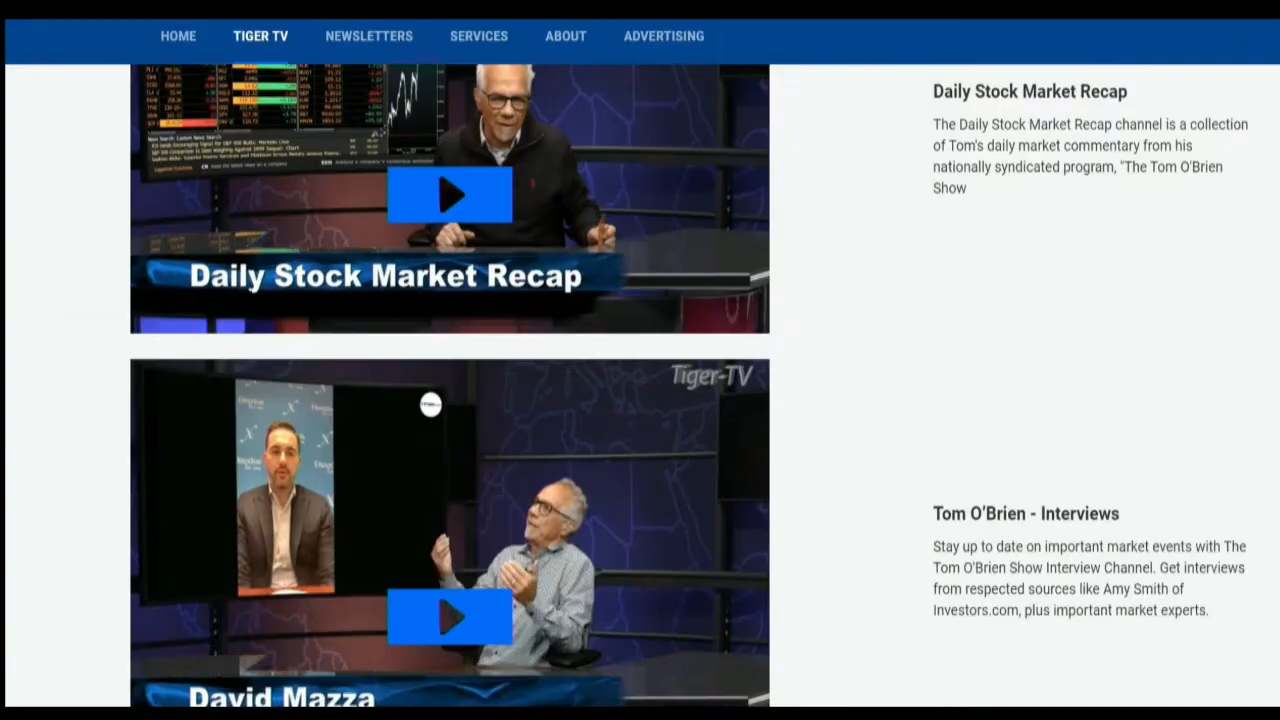 HOME TIGER TV NEWSLETTERS SERVICES ABOUT ADVERTISING
Daily Stock Market Recap
Daily Stock Market Recap
The Daily Stock Market Recap channel is a collection
of Tom's daily market commentary from his
nationally syndicated program, "The Tom O'Brien
Show
Tiger-TV
David Mazza
Tom O’Brien - Interviews
Stay up to date on important market events with The
Tom O'Brien Show Interview Channel. Get interviews
from respected sources like Amy Smith of
Investors.com, plus important market experts.